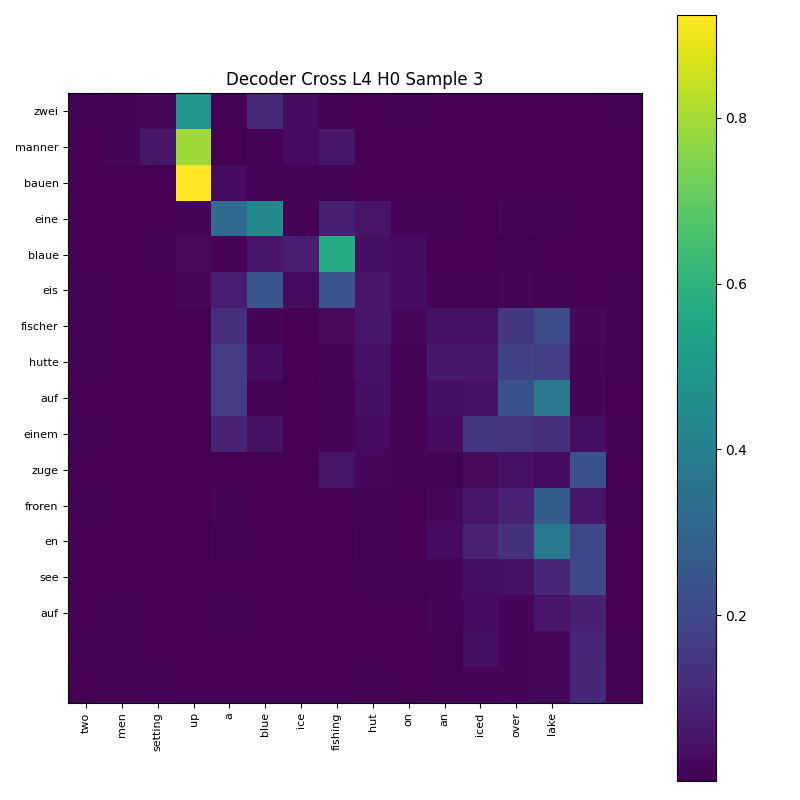 Decoder Cross L4 H0 Sample 3
zwei
manner
bauen
eine
blaue
eis
fischer
hutte
auf
einem
zuge
froren
en
see
auf
two men setting up a blue ice fishing hut on an iced over lake
0.8
0.6
0.4
0.2